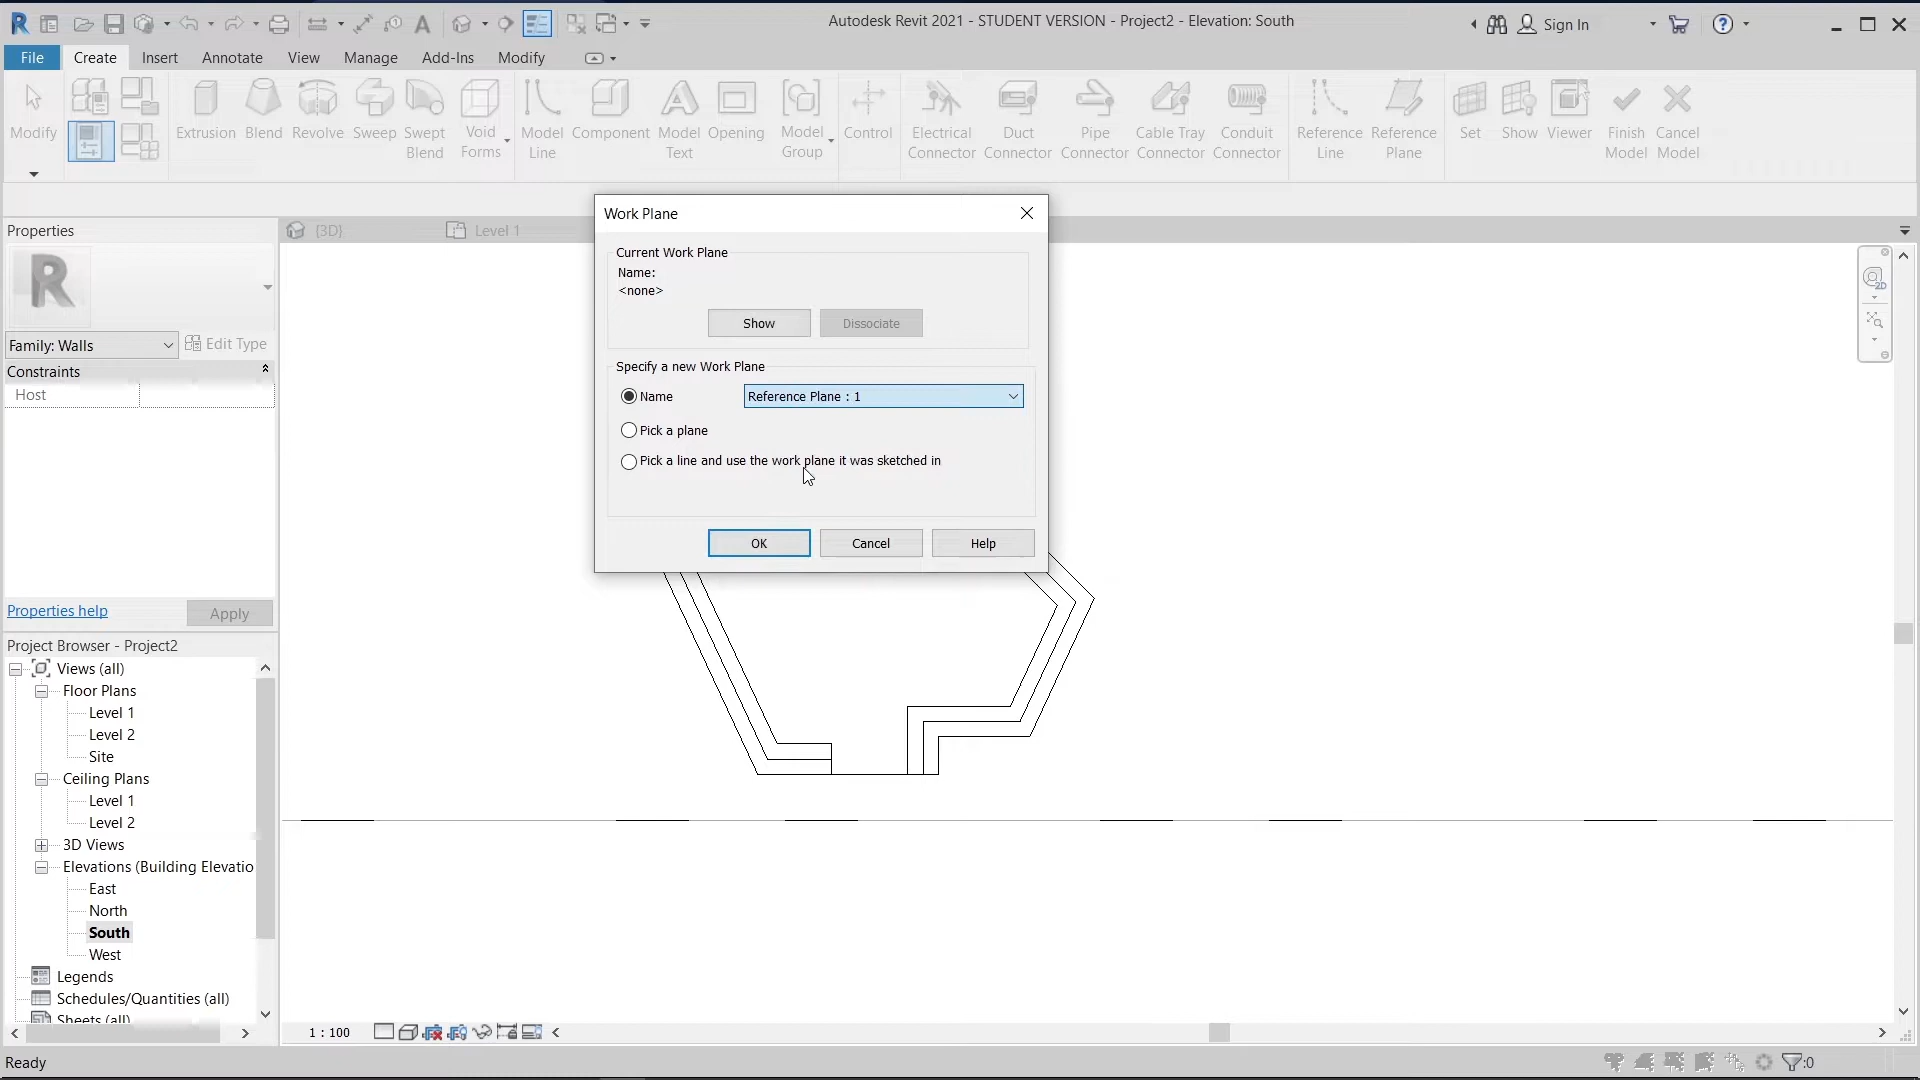 Autodesk Revit 2021 - STUDENT VERSION - Project2 - Elevation: South
Sign In
File Create Insert Annotate View Manage Add-Ins Modify
Modify
Extrusion
Blend
Revolve
Sweep
Swept
Blend
Void
Forms
Model
Line
Component
Model
Text
Opening
Model
Group
Control
Electrical
Connector
Duct
Connector
Pipe
Connector
Cable Tray
Connector
Conduit
Connector
Reference
Line
Reference
Plane
Set
Show
Viewer
Finish
Model
Cancel
Model
Properties
{3D}
Level 1
R
Family: Walls
Edit Type
Constraints
Host
Properties help
Apply
Project Browser - Project2
Views (all)
Floor Plans
Level 1
Level 2
Site
Ceiling Plans
Level 1
Level 2
3D Views
Elevations (Building Elevatio
East
North
South
West
Legends
Schedules/Quantities (all)
Sheets (all)
Work Plane
Current Work Plane
Name:
<none>
Show
Dissociate
Specify a new Work Plane
Name
Reference Plane : 1
Pick a plane
Pick a line and use the work plane it was sketched in
OK
Cancel
Help
2D
1 : 100
Ready
:0